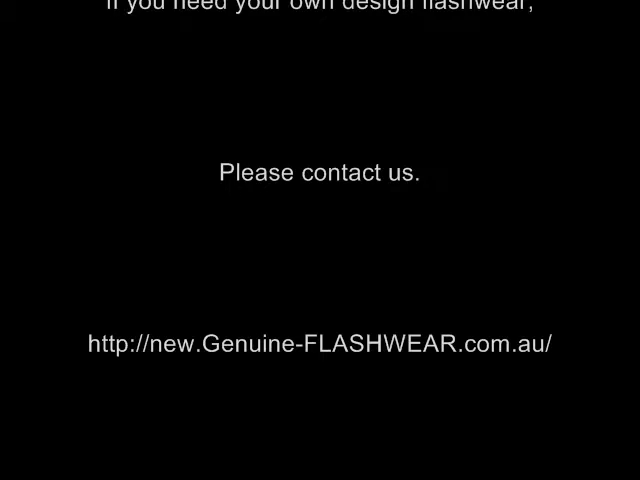 If you need your own design flashwear,
Please contact us.
http://new.Genuine-FLASHWEAR.com.au/